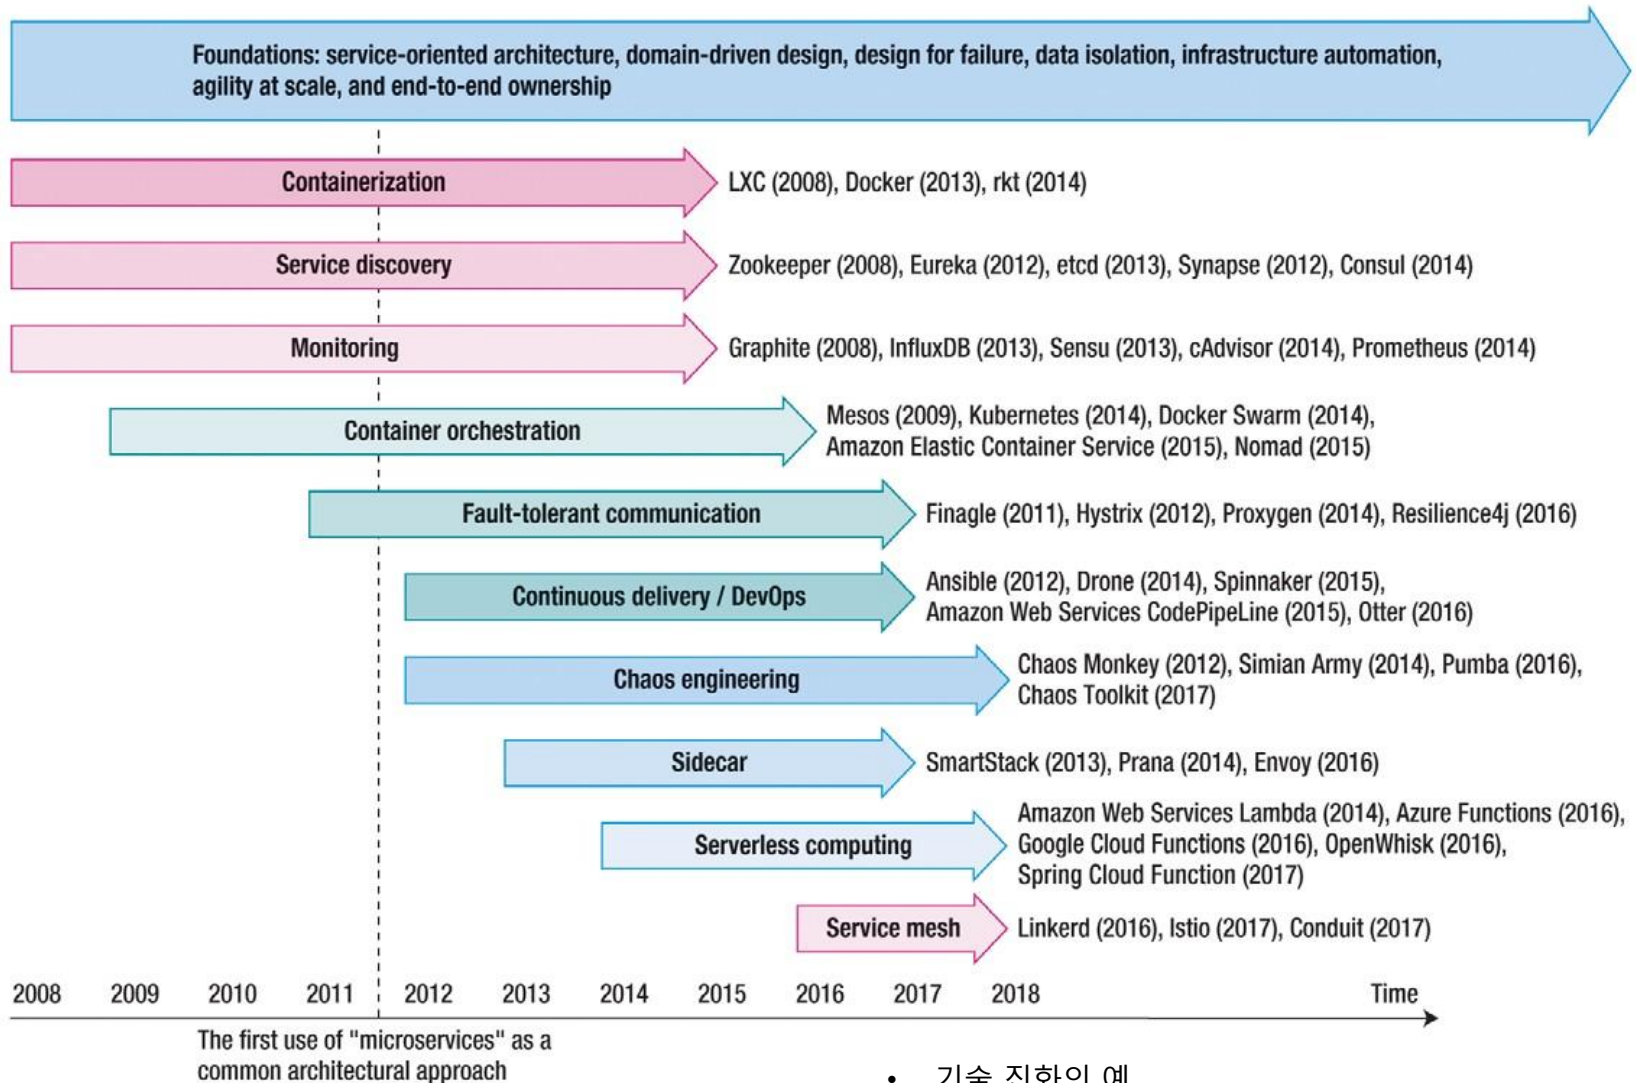 Foundations: service-oriented architecture, domain-driven design, design for failure, data isolation, infrastructure automation,
agility at scale, and end-to-end ownership
Containerization
LXC (2008), Docker (2013), rkt (2014)
Service discovery
Zookeeper (2008), Eureka (2012), etcd (2013), Synapse (2012), Consul (2014)
Monitoring
Graphite (2008), InfluxDB (2013), Sensu (2013), cAdvisor (2014), Prometheus (2014)
Container orchestration
Mesos (2009), Kubernetes (2014), Docker Swarm (2014),
Amazon Elastic Container Service (2015), Nomad (2015)
Fault-tolerant communication
Finagle (2011), Hystrix (2012), Proxygen (2014), Resilience4j (2016)
Continuous delivery / DevOps
Ansible (2012), Drone (2014), Spinnaker (2015),
Amazon Web Services CodePipeLine (2015), Otter (2016)
Chaos engineering
Chaos Monkey (2012), Simian Army (2014), Pumba (2016),
Chaos Toolkit (2017)
Sidecar
SmartStack (2013), Prana (2014), Envoy (2016)
Serverless computing
Amazon Web Services Lambda (2014), Azure Functions (2016),
Google Cloud Functions (2016), OpenWhisk (2016),
Spring Cloud Function (2017)
Service mesh
Linkerd (2016), Istio (2017), Conduit (2017)
2008 2009 2010 2011 2012 2013 2014 2015 2016 2017 2018 Time
The first use of "microservices" as a
common architectural approach
• 기술 진화의 예